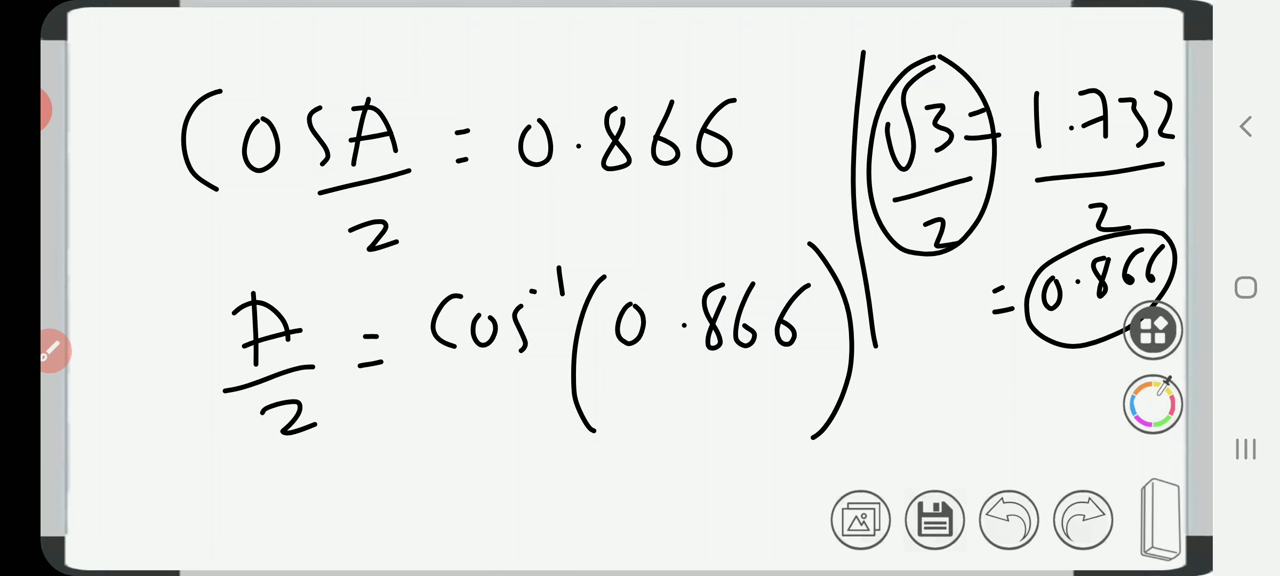 Cos A/2 = 0.866
A/2 = Cos⁻¹(0.866)
√3/2 = 1.732/2
= 0.866